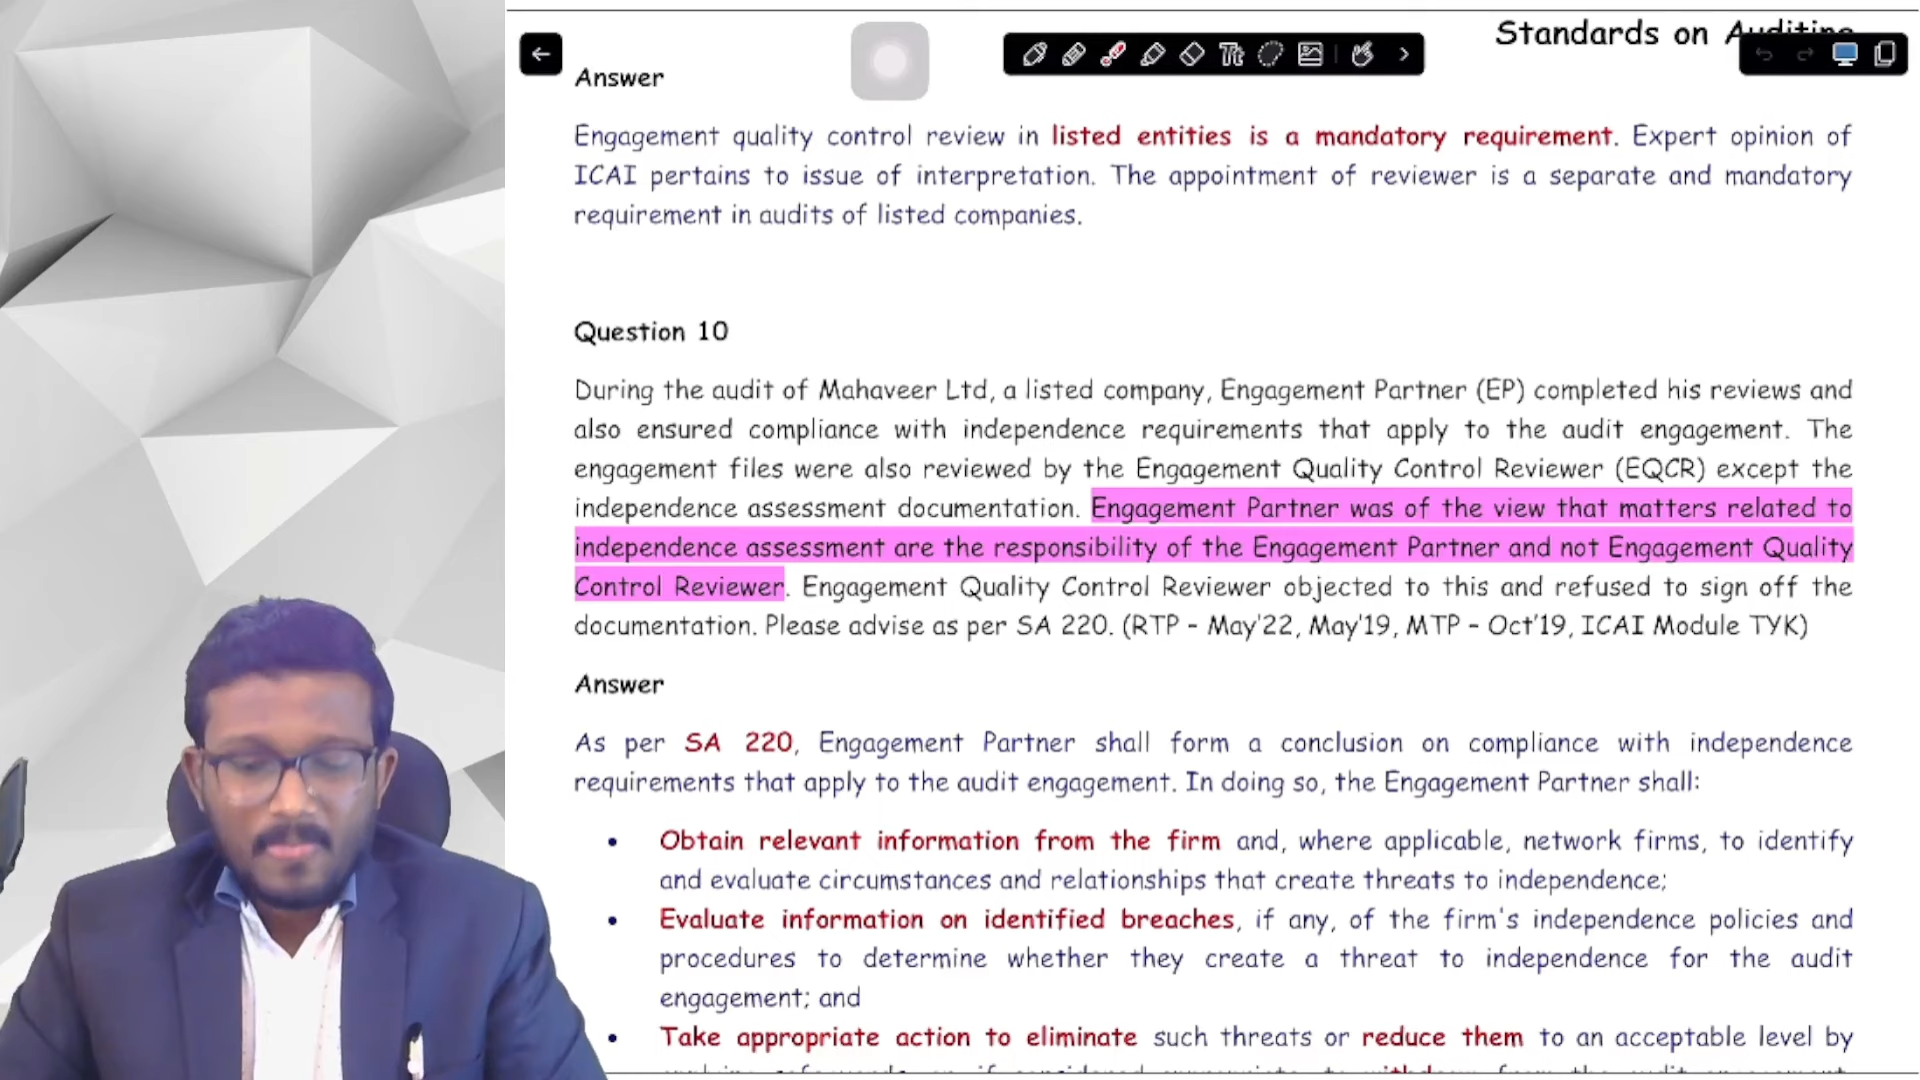 Standards on Auditing
Answer
Engagement quality control review in listed entities is a mandatory requirement. Expert opinion of
ICAI pertains to issue of interpretation. The appointment of reviewer is a separate and mandatory
requirement in audits of listed companies.
Question 10
During the audit of Mahaveer Ltd, a listed company, Engagement Partner (EP) completed his reviews and
also ensured compliance with independence requirements that apply to the audit engagement. The
engagement files were also reviewed by the Engagement Quality Control Reviewer (EQCR) except the
independence assessment documentation. Engagement Partner was of the view that matters related to
independence assessment are the responsibility of the Engagement Partner and not Engagement Quality
Control Reviewer. Engagement Quality Control Reviewer objected to this and refused to sign off the
documentation. Please advise as per SA 220. (RTP – May'22, May'19, MTP – Oct'19, ICAI Module TYK)
Answer
As per SA 220, Engagement Partner shall form a conclusion on compliance with independence
requirements that apply to the audit engagement. In doing so, the Engagement Partner shall:
• Obtain relevant information from the firm and, where applicable, network firms, to identify
and evaluate circumstances and relationships that create threats to independence;
• Evaluate information on identified breaches, if any, of the firm's independence policies and
procedures to determine whether they create a threat to independence for the audit
engagement; and
• Take appropriate action to eliminate such threats or reduce them to an acceptable level by